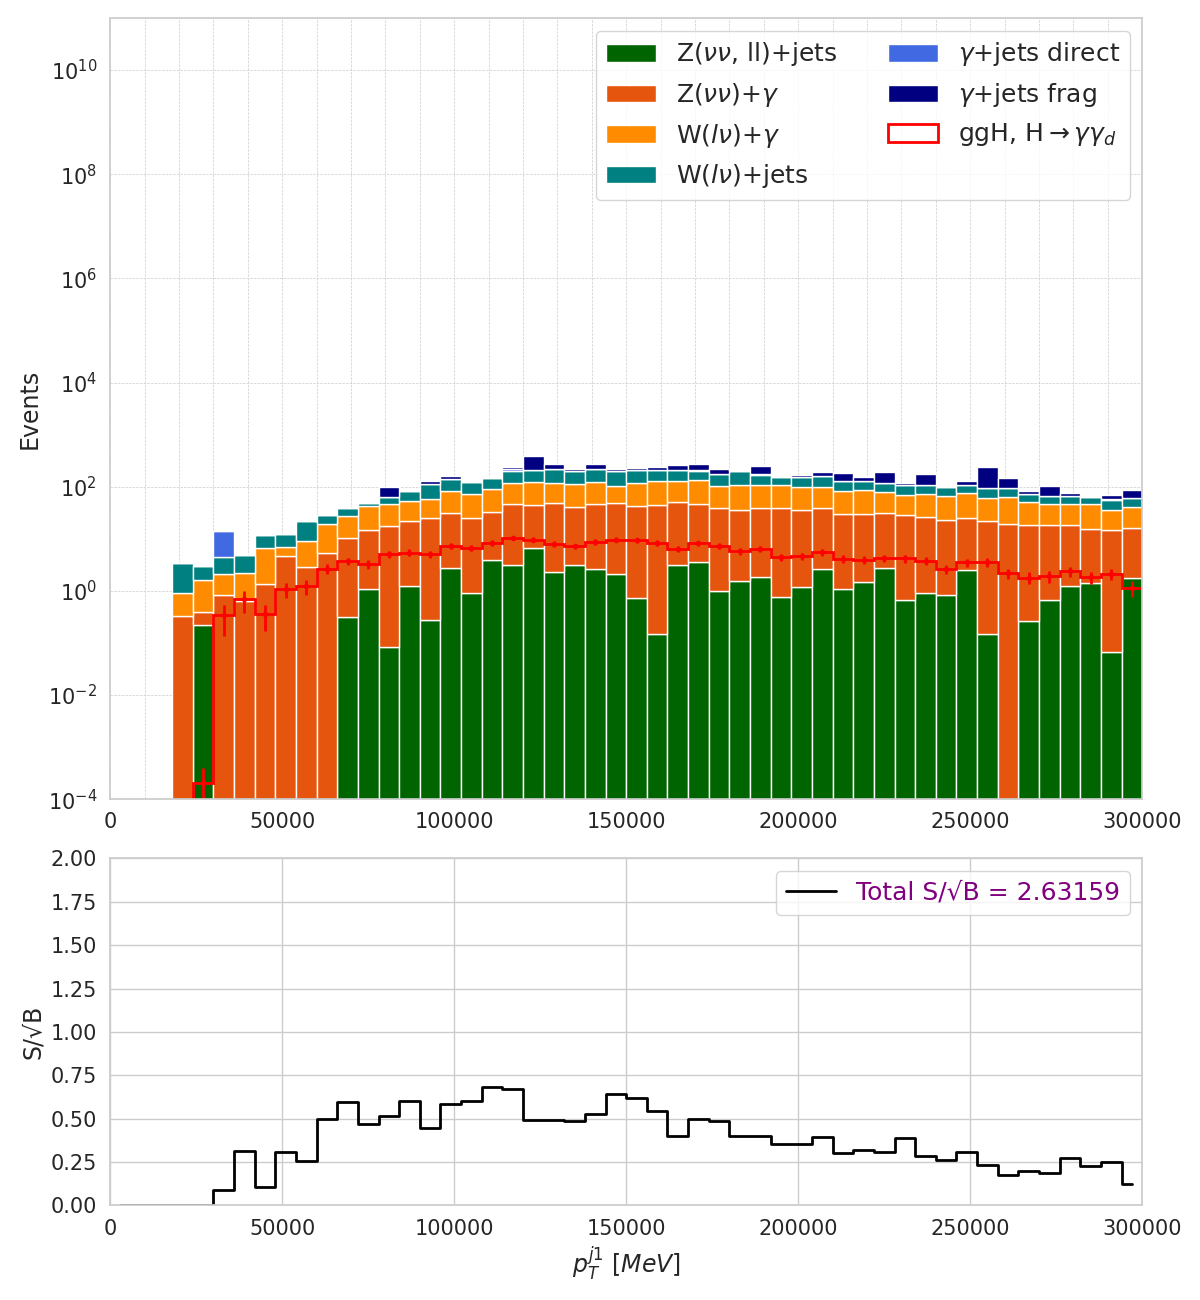 Z(νν, ll)+jets
Z(νν)+γ
W(lν)+γ
W(lν)+jets
γ+jets direct
γ+jets frag
ggH, H→γγ_d
Events
10^10
10^8
10^6
10^4
10^2
10^0
10^−2
10^−4
0 50000 100000 150000 200000 250000 300000
Total S/√B = 2.63159
S/√B
2.00
1.75
1.50
1.25
1.00
0.75
0.50
0.25
0.00
0 50000 100000 150000 200000 250000 300000
p_T^j1 [MeV]